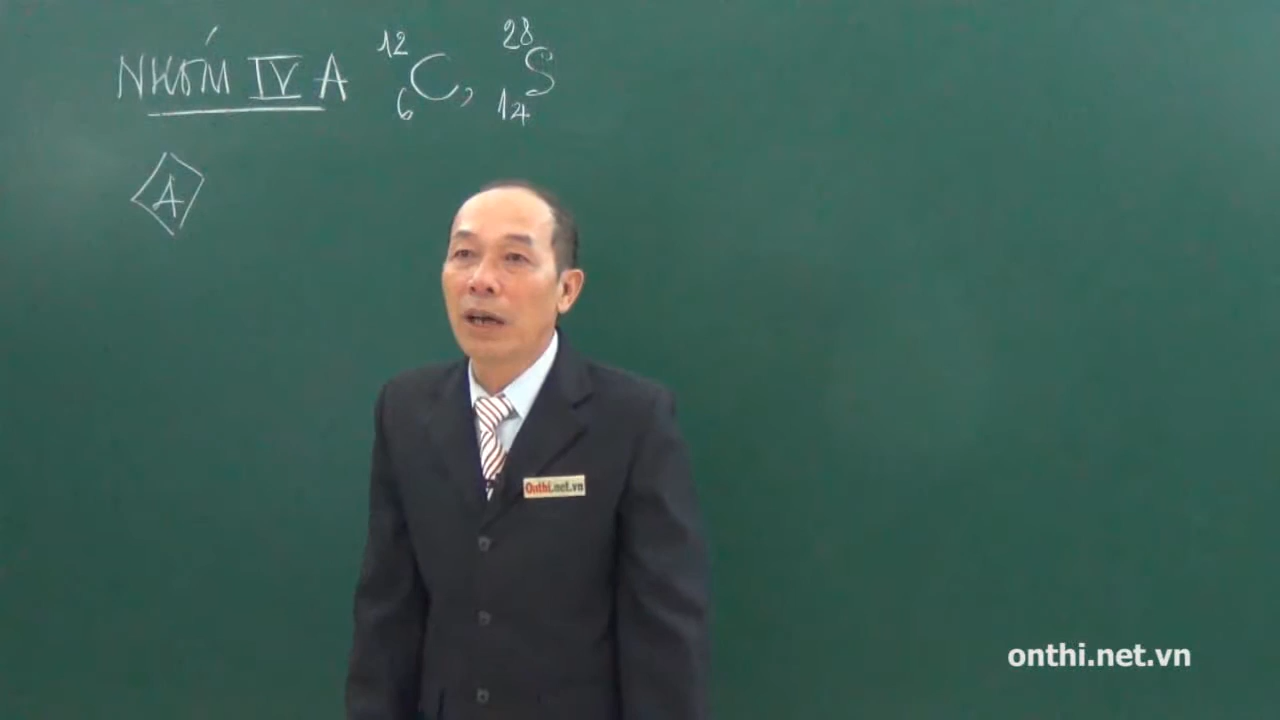 NHÓM IV A ¹²₆C, ²⁸₁₄S
A
Onthi.net.vn
onthi.net.vn